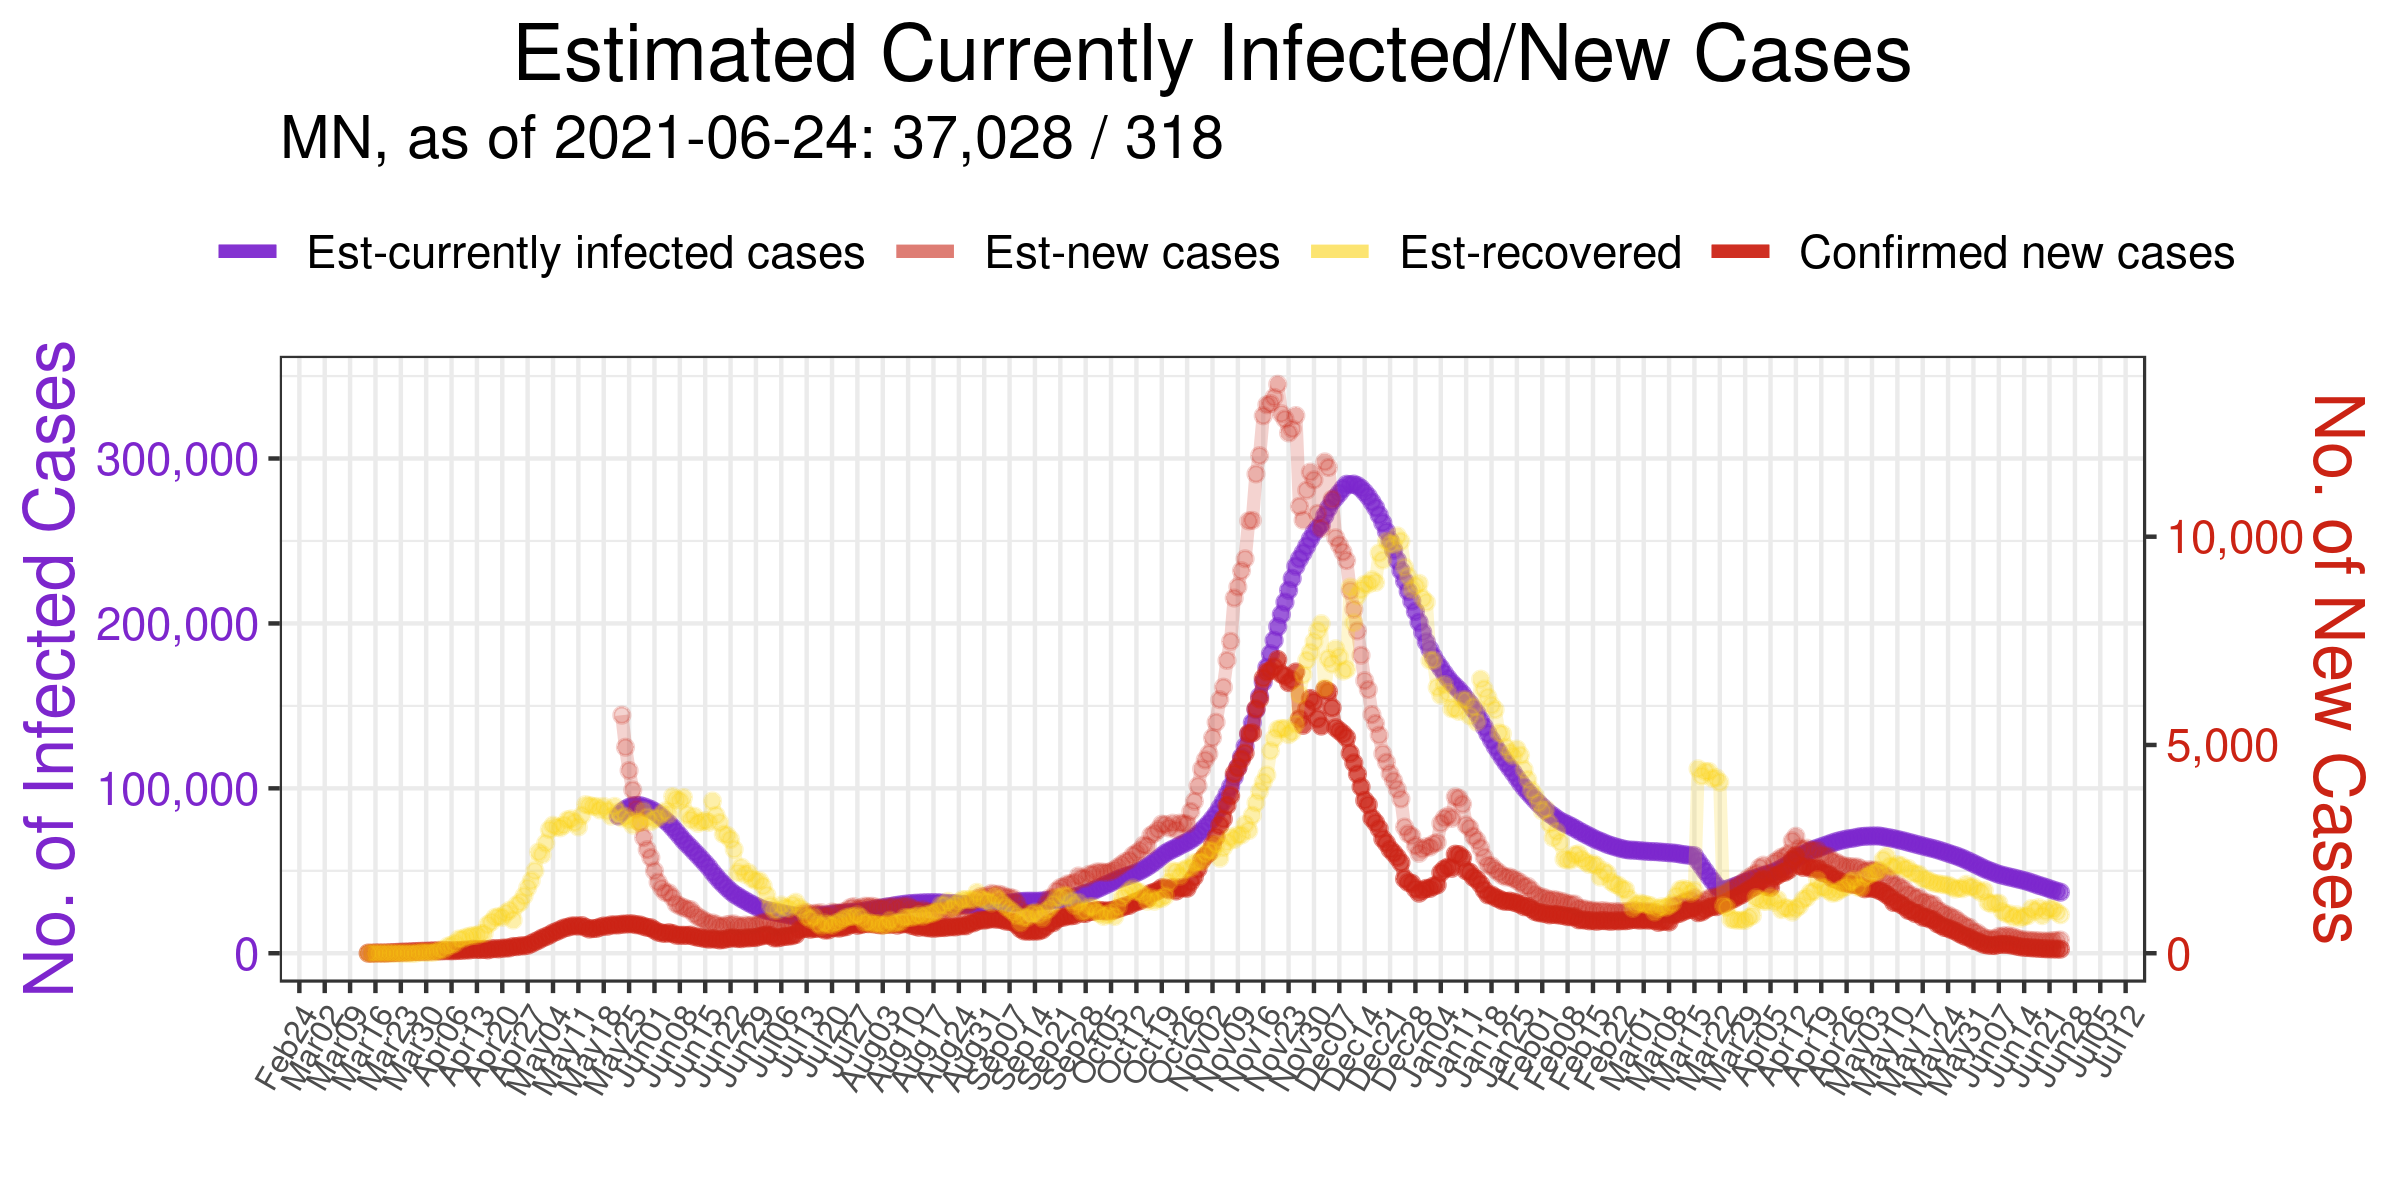 Estimated Currently Infected/New Cases
MN, as of 2021-06-24: 37,028 / 318
Est-currently infected cases
Est-new cases
Est-recovered
Confirmed new cases
No. of Infected Cases
300,000
200,000
100,000
0
10,000
5,000
0
No. of New Cases
Feb24
Mar02
Mar09
Mar16
Mar23
Mar30
Apr06
Apr13
Apr20
Apr27
May04
May11
May18
May25
Jun01
Jun08
Jun15
Jun22
Jun29
Jul06
Jul13
Jul20
Jul27
Aug03
Aug10
Aug17
Aug24
Aug31
Sep07
Sep14
Sep21
Sep28
Oct05
Oct12
Oct19
Oct26
Nov02
Nov09
Nov16
Nov23
Nov30
Dec07
Dec14
Dec21
Dec28
Jan04
Jan11
Jan18
Jan25
Feb01
Feb08
Feb15
Feb22
Mar01
Mar08
Mar15
Mar22
Mar29
Apr05
Apr12
Apr19
Apr26
May03
May10
May17
May24
May31
Jun07
Jun14
Jun21
Jun28
Jul05
Jul12